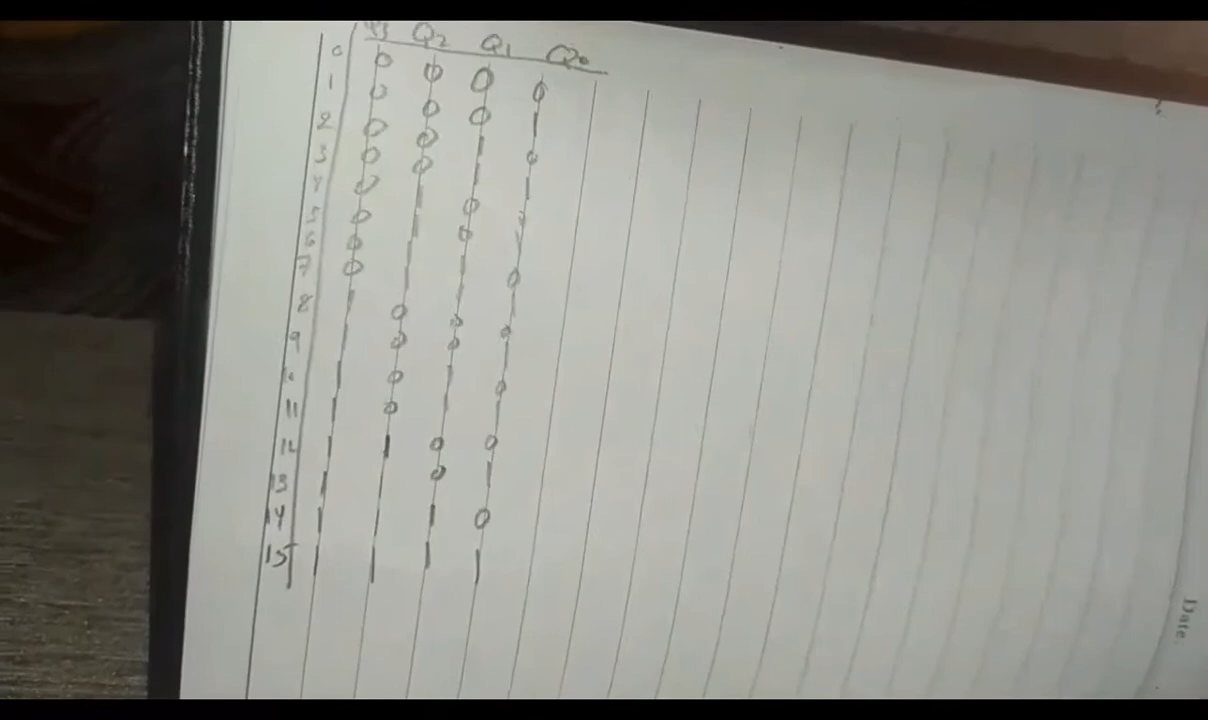 Q3 Q2 Q1 Q0
0 0 0 0 0
1 0 0 0 1
2 0 0 1 0
3 0 0 1 1
4 0 1 0 0
5 0 1 0 1
6 0 1 1 0
7 0 1 1 1
8 1 0 0 0
9 1 0 0 1
10 1 0 1 0
11 1 0 1 1
12 1 1 0 0
13 1 1 0 1
14 1 1 1 0
15 1 1 1 1
Date